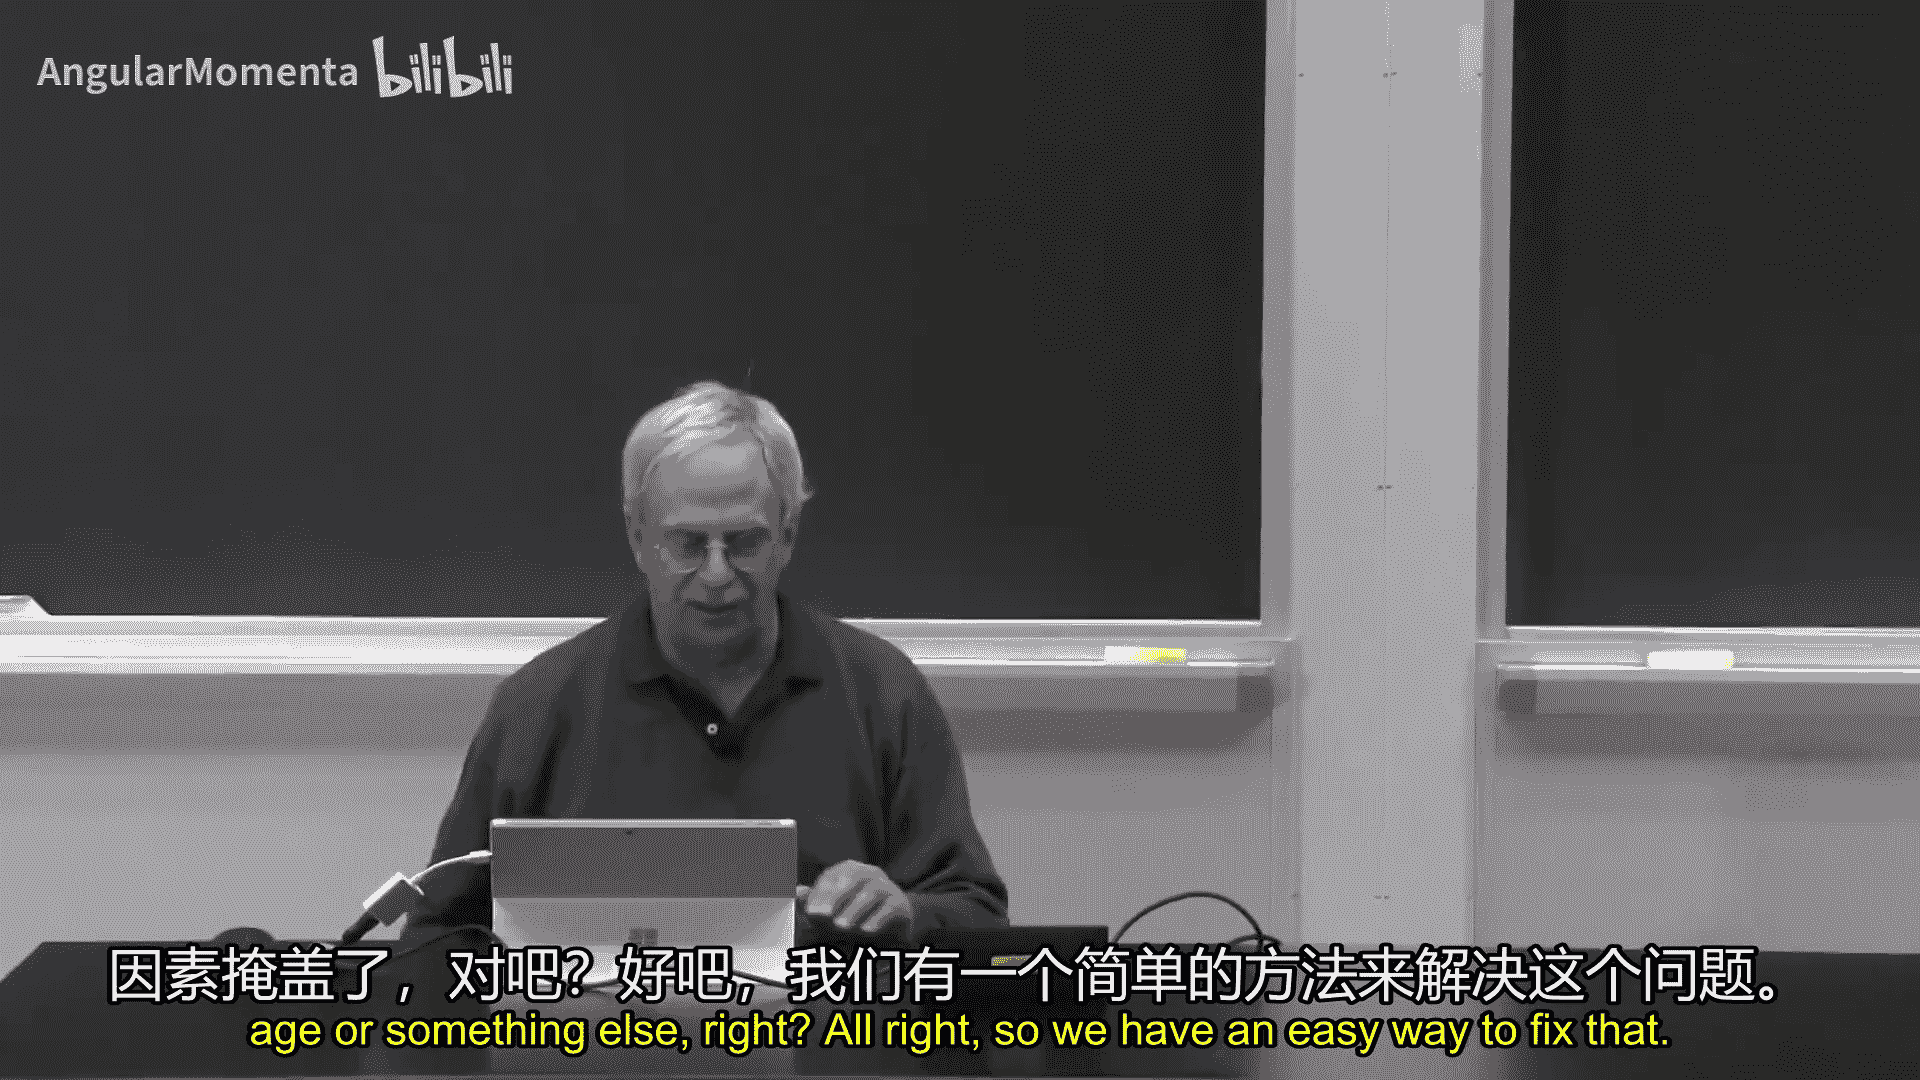 AngularMomenta bilibili
因素掩盖了，对吧？好吧，我们有一个简单的方法来解决这个问题。
age or something else, right? All right, so we have an easy way to fix that.